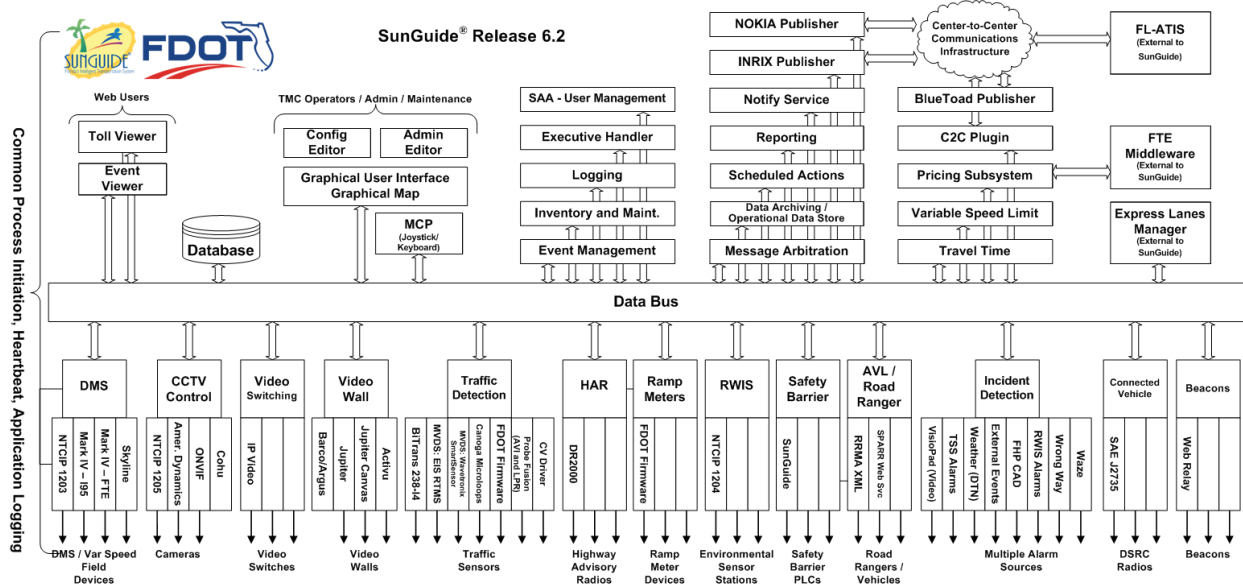 SUNGUIDE
FDOT
SunGuide® Release 6.2
Common Process Initiation, Heartbeat, Application Logging
Web Users
Toll Viewer
Event
Viewer
Database
TMC Operators / Admin / Maintenance
Config
Editor
Admin
Editor
Graphical User Interface
Graphical Map
MCP
(Joystick/
Keyboard)
SAA - User Management
Executive Handler
Logging
Inventory and Maint.
Event Management
NOKIA Publisher
INRIX Publisher
Notify Service
Reporting
Scheduled Actions
Data Archiving /
Operational Data Store
Message Arbitration
Center-to-Center
Communications
Infrastructure
BlueToad Publisher
C2C Plugin
Pricing Subsystem
Variable Speed Limit
Travel Time
FL-ATIS
(External to
SunGuide)
FTE
Middleware
(External to
SunGuide)
Express Lanes
Manager
(External to
SunGuide)
Data Bus
DMS
NTCIP 1203
Mark IV – I95
Mark IV – FTE
Skyline
DMS / Var Speed
Field
Devices
CCTV
Control
NTCIP 1205
Amer. Dynamics
ONVIF
Cohu
Cameras
Video
Switching
IP Video
Video
Switches
Video
Wall
Barco/Argus
Jupiter
Jupiter Canvas
Activu
Video
Walls
Traffic
Detection
BiTrans 238-I4
MVDS: EIS RTMS
MVDS: Wavetronix
SmartSensor
Canoga Microloops
FDOT Firmware
Probe Fusion
(AVI and LPR)
CV Driver
Traffic
Sensors
HAR
DR2000
Highway
Advisory
Radios
Ramp
Meters
FDOT Firmware
Ramp
Meter
Devices
RWIS
NTCIP 1204
Environmental
Sensor
Stations
Safety
Barrier
SunGuide
Safety
Barrier
PLCs
AVL /
Road
Ranger
RRMA XML
SPARR Web Svc
Road
Rangers /
Vehicles
Incident
Detection
VisioPad (Video)
TSS Alarms
Weather (DTN)
External Events
FHP CAD
RWIS Alarms
Wrong Way
Waze
Multiple Alarm
Sources
Connected
Vehicle
SAE J2735
DSRC
Radios
Beacons
Web Relay
Beacons